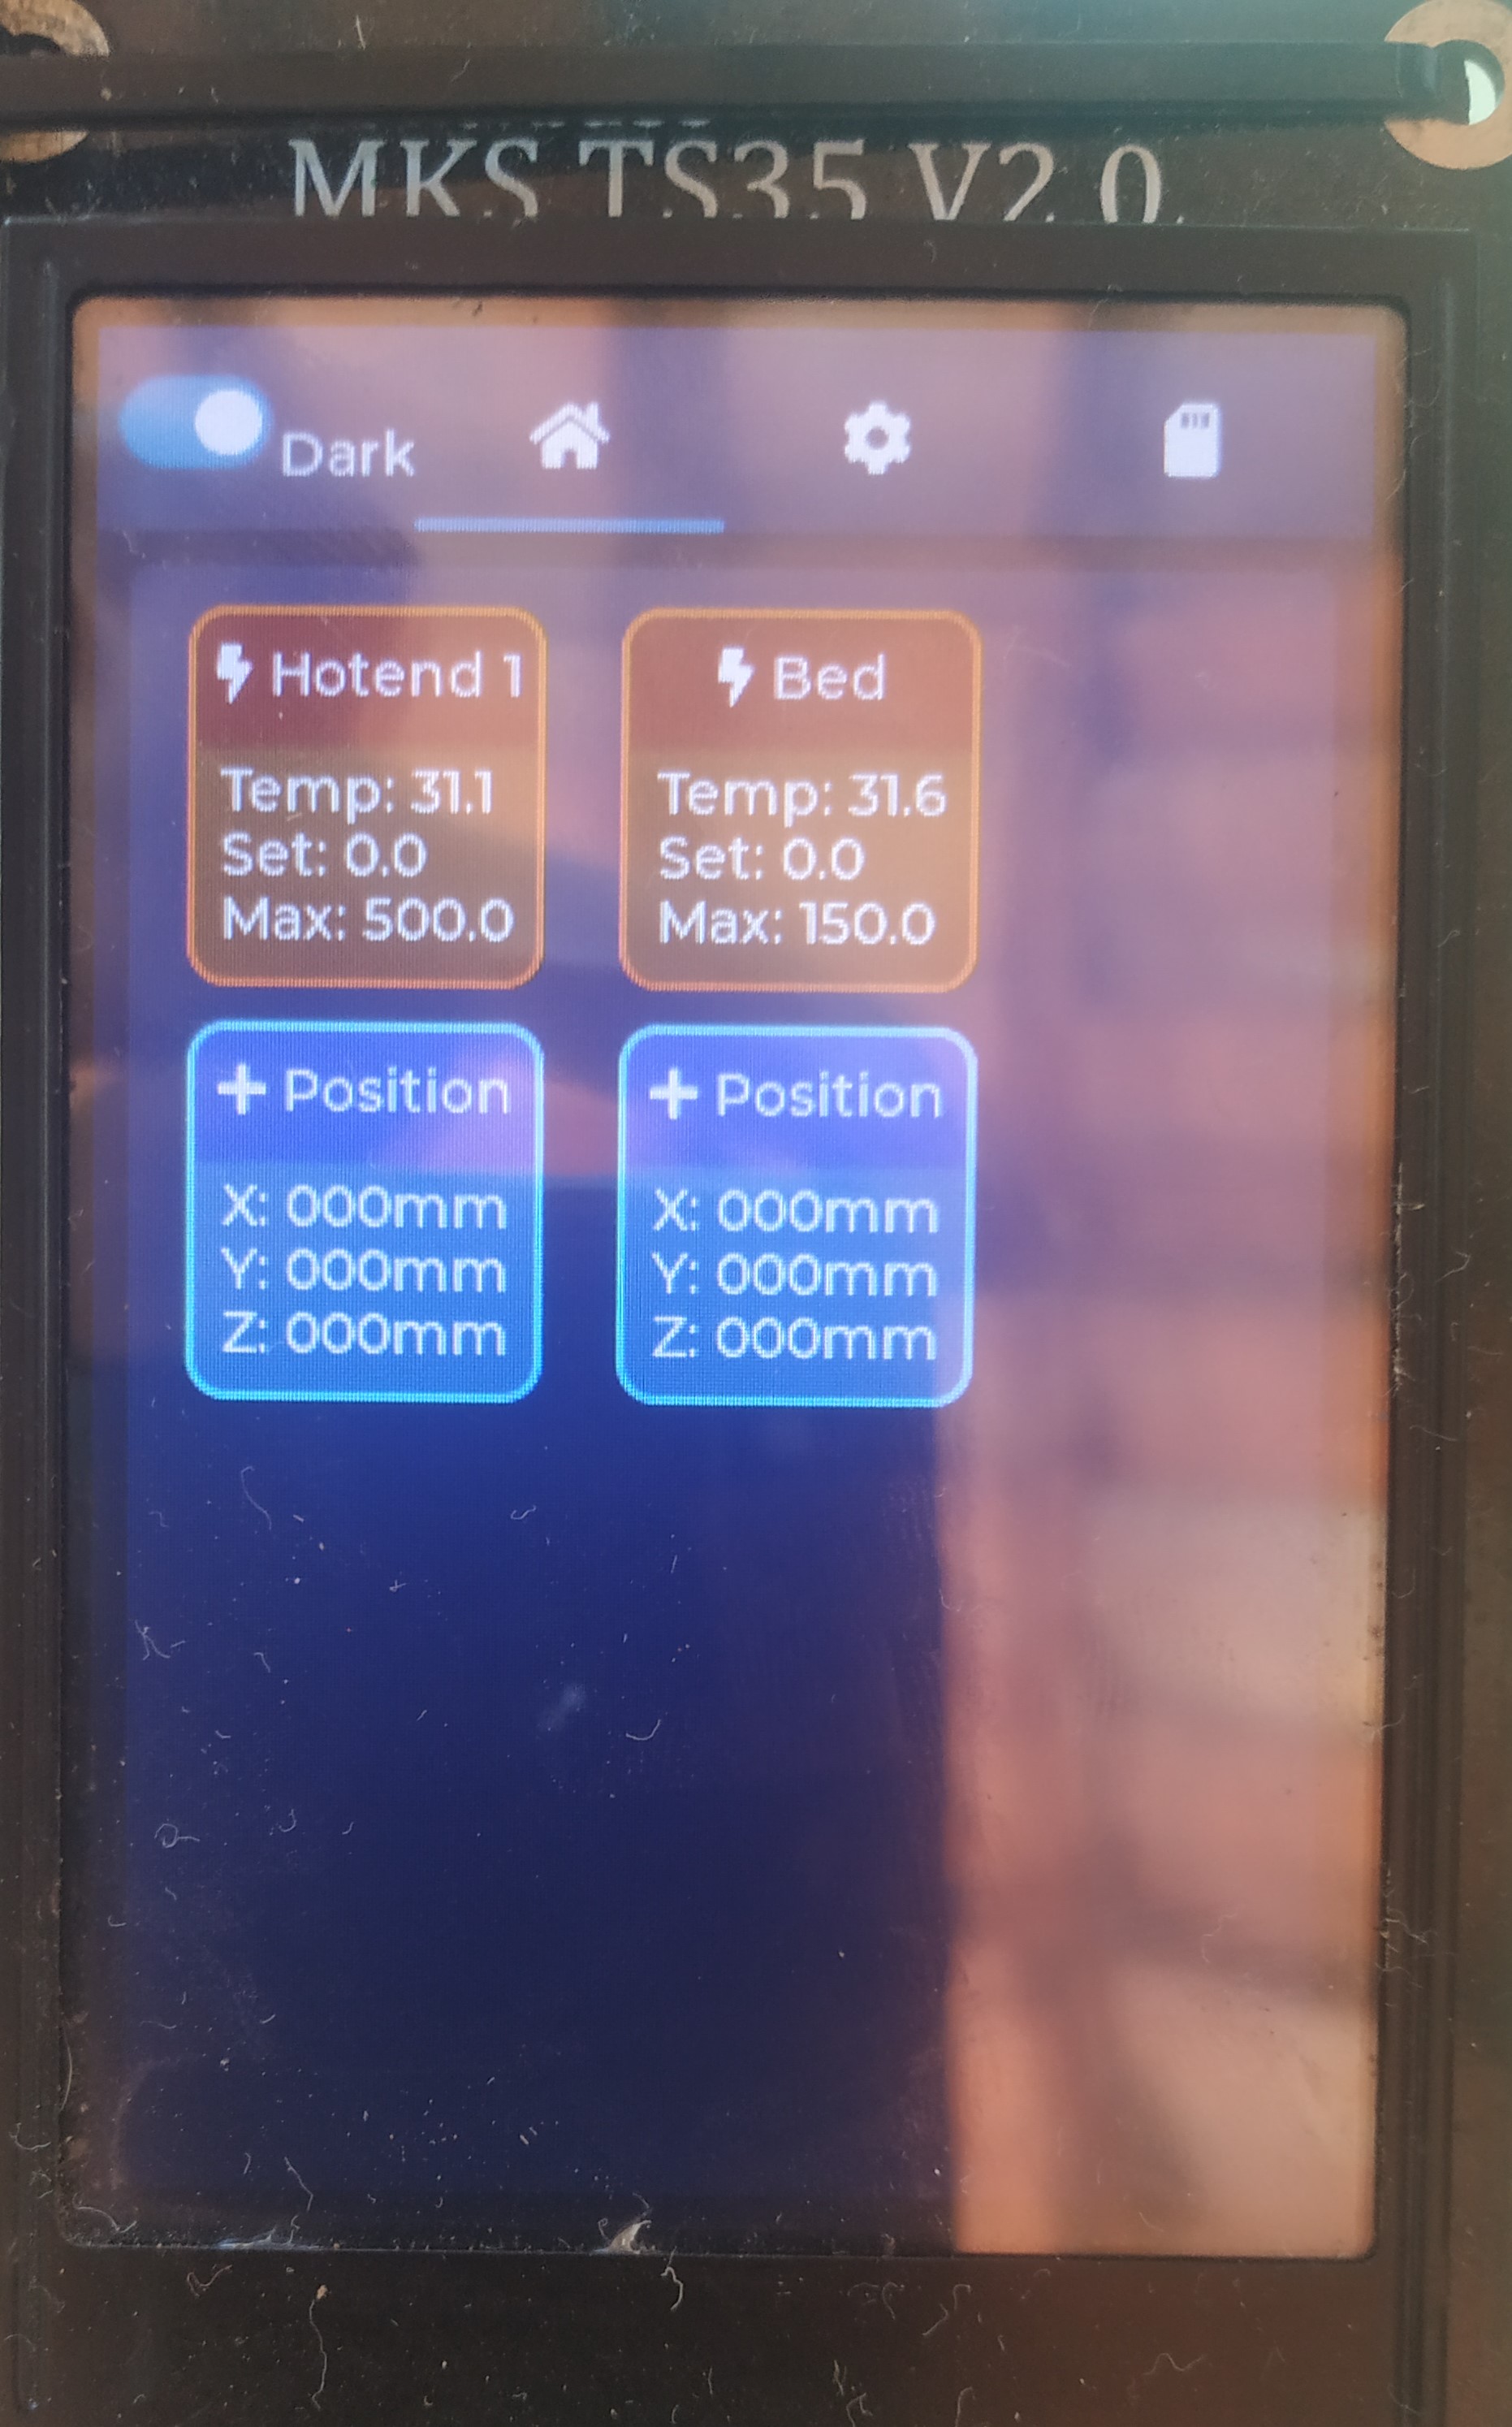 MKS TS35 V2.0
Dark
Hotend 1
Temp: 31.1
Set: 0.0
Max: 500.0
Bed
Temp: 31.6
Set: 0.0
Max: 150.0
Position
X: 000mm
Y: 000mm
Z: 000mm
Position
X: 000mm
Y: 000mm
Z: 000mm